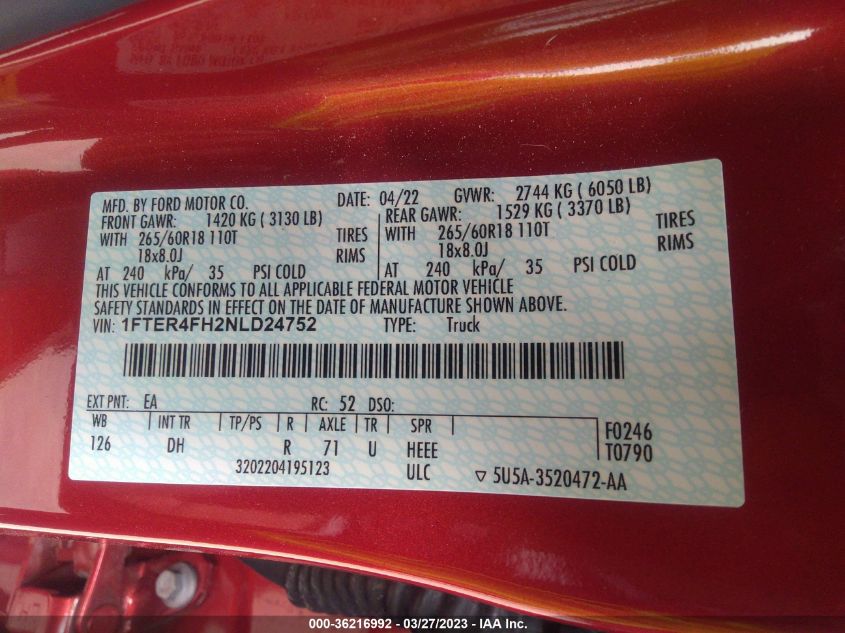 MFD. BY FORD MOTOR CO. DATE: 04/22 GVWR: 2744 KG ( 6050 LB)
FRONT GAWR: 1420 KG ( 3130 LB) REAR GAWR: 1529 KG ( 3370 LB)
WITH 265/60R18 110T TIRES WITH 265/60R18 110T TIRES
18x8.0J RIMS 18x8.0J RIMS
AT 240 kPa/ 35 PSI COLD AT 240 kPa/ 35 PSI COLD
THIS VEHICLE CONFORMS TO ALL APPLICABLE FEDERAL MOTOR VEHICLE
SAFETY STANDARDS IN EFFECT ON THE DATE OF MANUFACTURE SHOWN ABOVE.
VIN: 1FTER4FH2NLD24752 TYPE: Truck
EXT PNT: EA RC: 52 DSO:
WB INT TR TP/PS R AXLE TR SPR F0246
126 DH R 71 U HEEE T0790
3202204195123 ULC ▽ 5U5A-3520472-AA
000-36216992 - 03/27/2023 - IAA Inc.